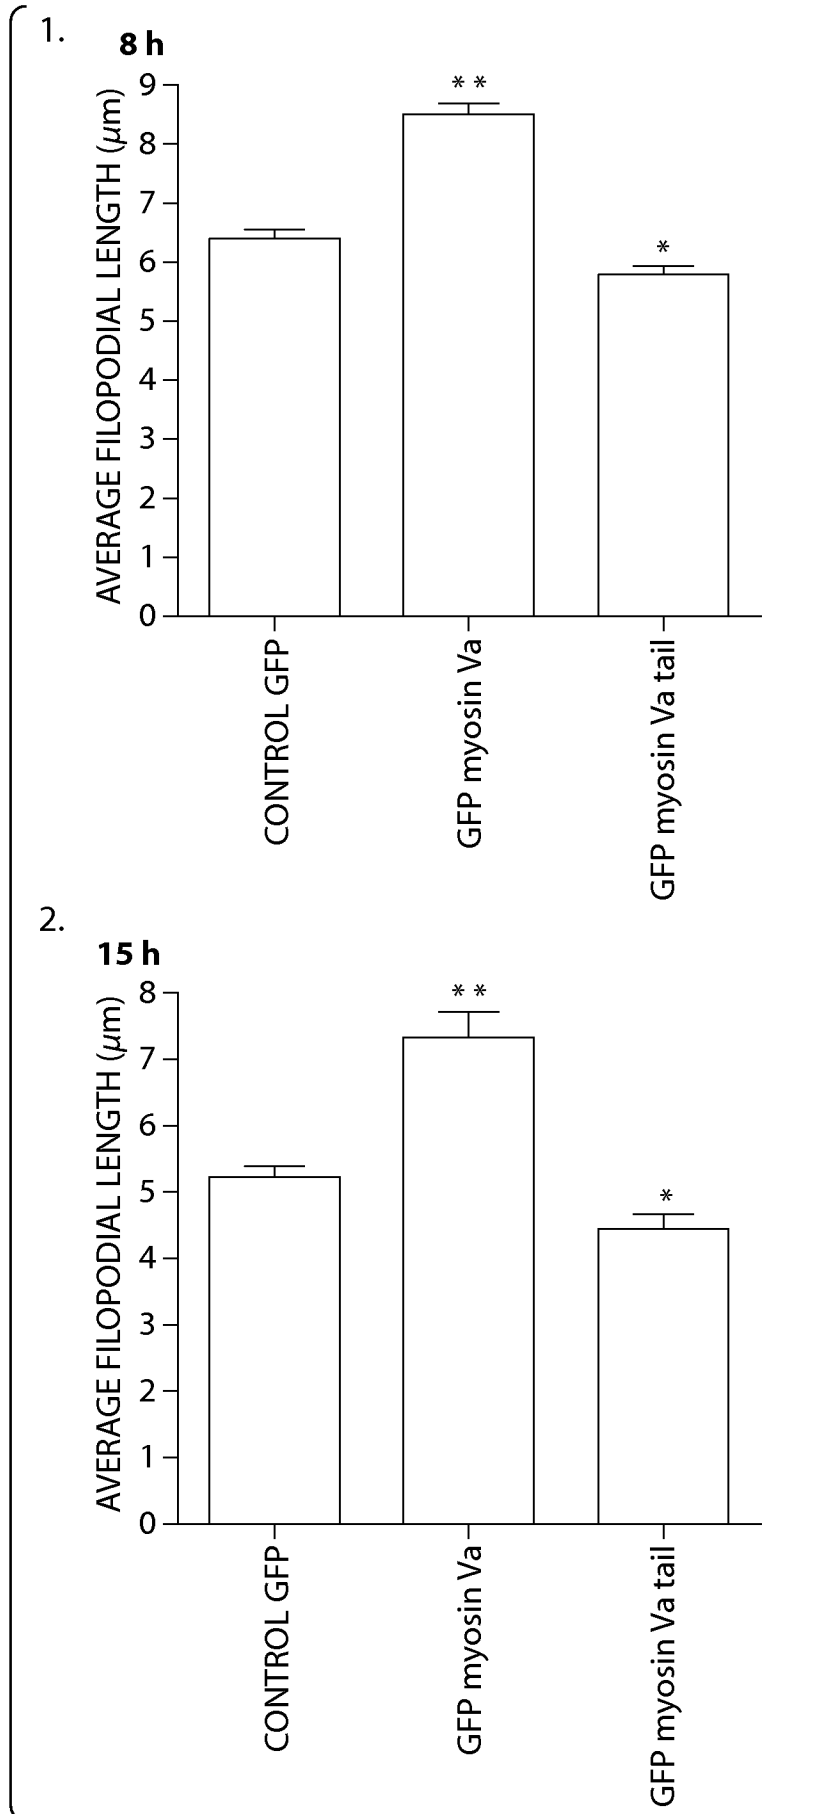 1.
8 h
AVERAGE FILOPODIAL LENGTH (μm)
9
8
7
6
5
4
3
2
1
0
* *
*
CONTROL GFP
GFP myosin Va
GFP myosin Va tail
2.
15 h
AVERAGE FILOPODIAL LENGTH (μm)
8
7
6
5
4
3
2
1
0
* *
*
CONTROL GFP
GFP myosin Va
GFP myosin Va tail